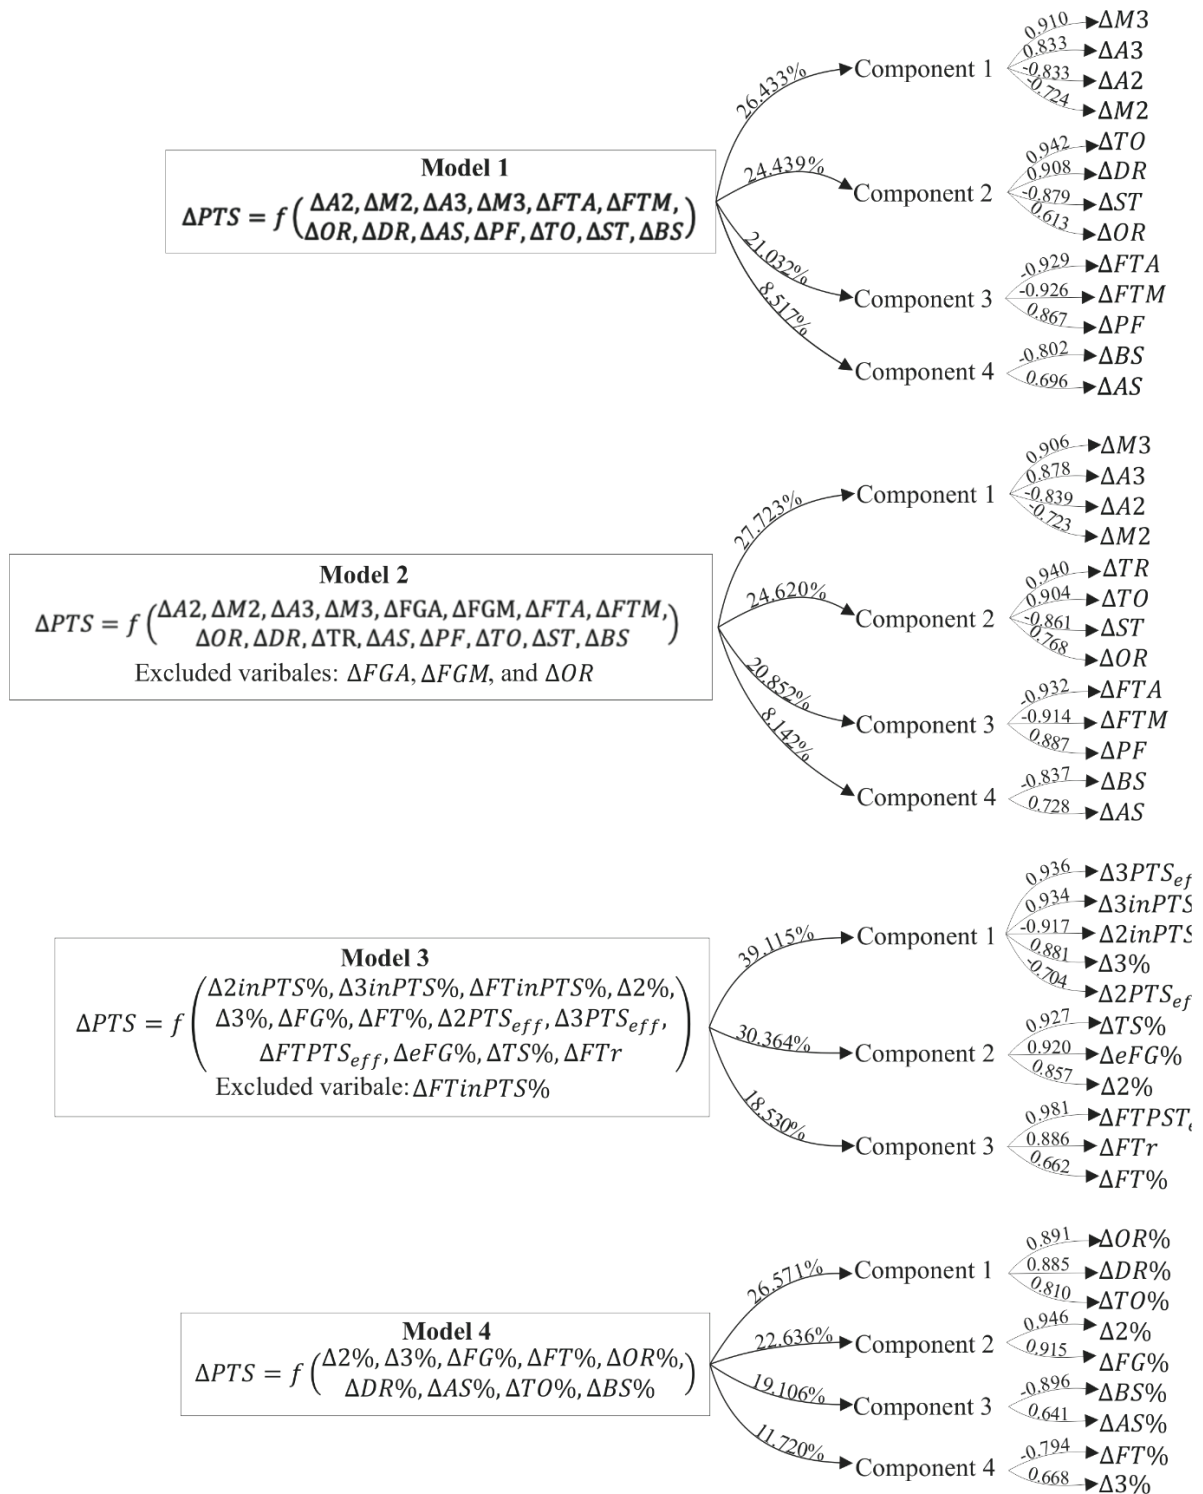 Model 1
ΔPTS = f(ΔA2, ΔM2, ΔA3, ΔM3, ΔFTA, ΔFTM,
ΔOR, ΔDR, ΔAS, ΔPF, ΔTO, ΔST, ΔBS)
26.433% Component 1
0.910 ΔM3
0.833 ΔA3
-0.833 ΔA2
-0.724 ΔM2
24.439% Component 2
0.942 ΔTO
0.908 ΔDR
-0.879 ΔST
0.613 ΔOR
21.032% Component 3
-0.929 ΔFTA
-0.926 ΔFTM
0.867 ΔPF
8.517% Component 4
-0.802 ΔBS
0.696 ΔAS
Model 2
ΔPTS = f(ΔA2, ΔM2, ΔA3, ΔM3, ΔFGA, ΔFGM, ΔFTA, ΔFTM,
ΔOR, ΔDR, ΔTR, ΔAS, ΔPF, ΔTO, ΔST, ΔBS)
Excluded varibales: ΔFGA, ΔFGM, and ΔOR
27.723% Component 1
0.906 ΔM3
0.878 ΔA3
-0.839 ΔA2
-0.723 ΔM2
24.620% Component 2
0.940 ΔTR
0.904 ΔTO
-0.861 ΔST
0.768 ΔOR
20.852% Component 3
-0.932 ΔFTA
-0.914 ΔFTM
0.887 ΔPF
8.142% Component 4
-0.837 ΔBS
0.728 ΔAS
Model 3
ΔPTS = f(Δ2inPTS%, Δ3inPTS%, ΔFTinPTS%, Δ2%,
Δ3%, ΔFG%, ΔFT%, Δ2PTSeff, Δ3PTSeff,
ΔFTPTSeff, ΔeFG%, ΔTS%, ΔFTr)
Excluded varibale: ΔFTinPTS%
39.115% Component 1
0.936 Δ3PTSef
0.934 Δ3inPTS
-0.917 Δ2inPTS
0.881 Δ3%
-0.704 Δ2PTSef
30.364% Component 2
0.927 ΔTS%
0.920 ΔeFG%
0.857 Δ2%
18.530% Component 3
0.981 ΔFTPSTe
0.886 ΔFTr
0.662 ΔFT%
Model 4
ΔPTS = f(Δ2%, Δ3%, ΔFG%, ΔFT%, ΔOR%,
ΔDR%, ΔAS%, ΔTO%, ΔBS%)
26.571% Component 1
0.891 ΔOR%
0.885 ΔDR%
0.810 ΔTO%
22.636% Component 2
0.946 Δ2%
0.915 ΔFG%
19.106% Component 3
-0.896 ΔBS%
0.641 ΔAS%
11.720% Component 4
-0.794 ΔFT%
0.668 Δ3%